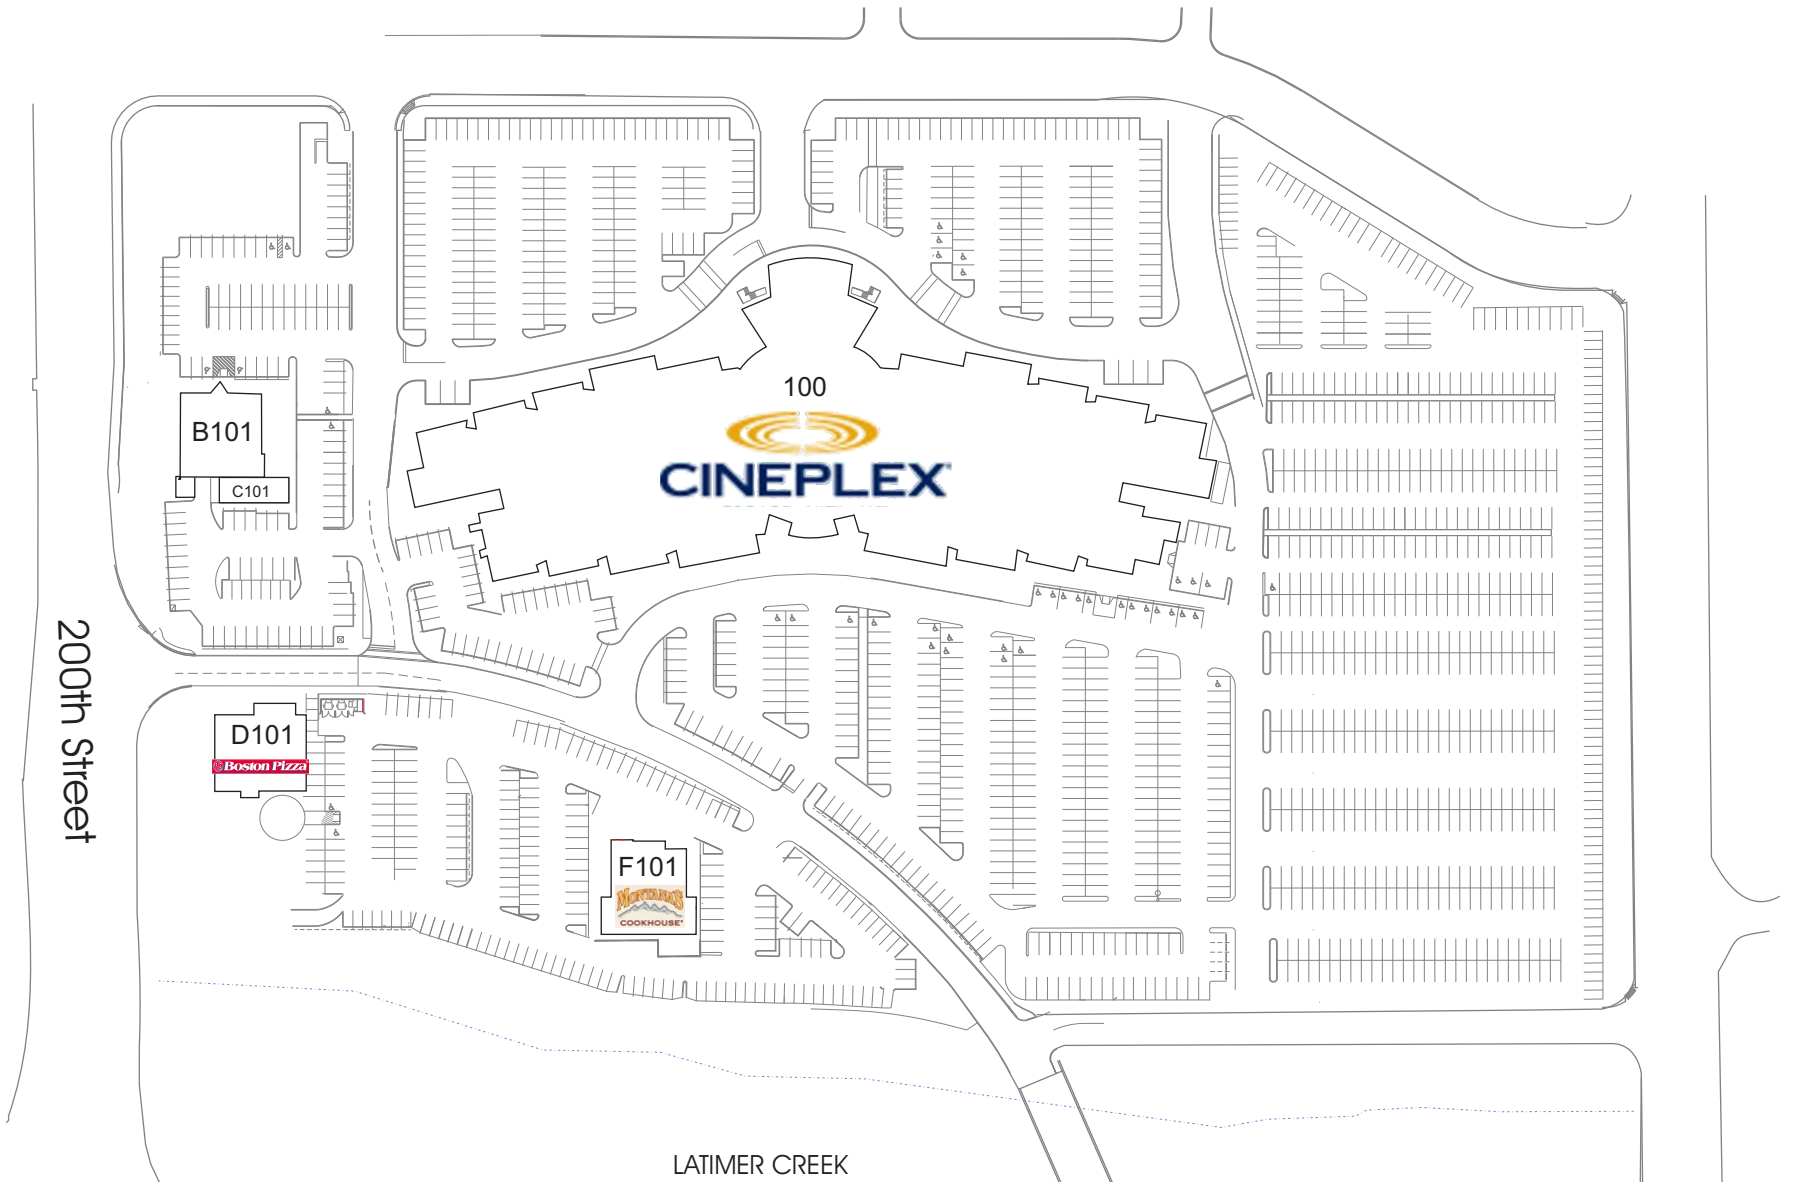 100
CINEPLEX
B101
C101
200th Street
D101
Boston Pizza
F101
MONTANA'S
COOKHOUSE
LATIMER CREEK